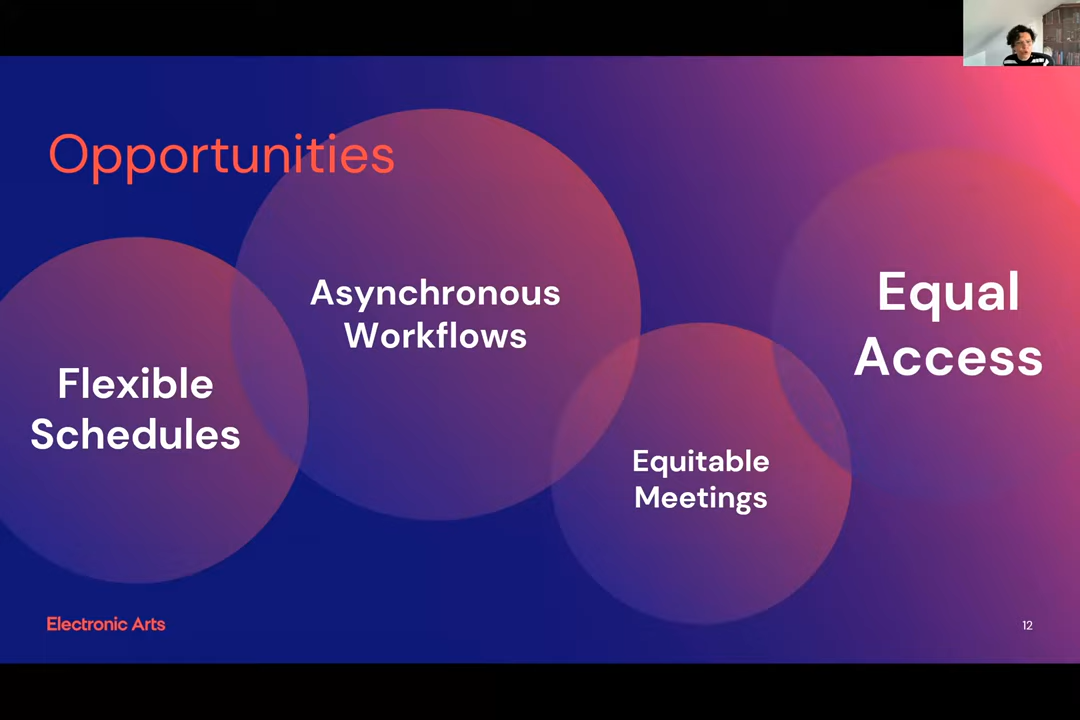 Opportunities
Flexible
Schedules
Asynchronous
Workflows
Equitable
Meetings
Equal
Access
Electronic Arts
12